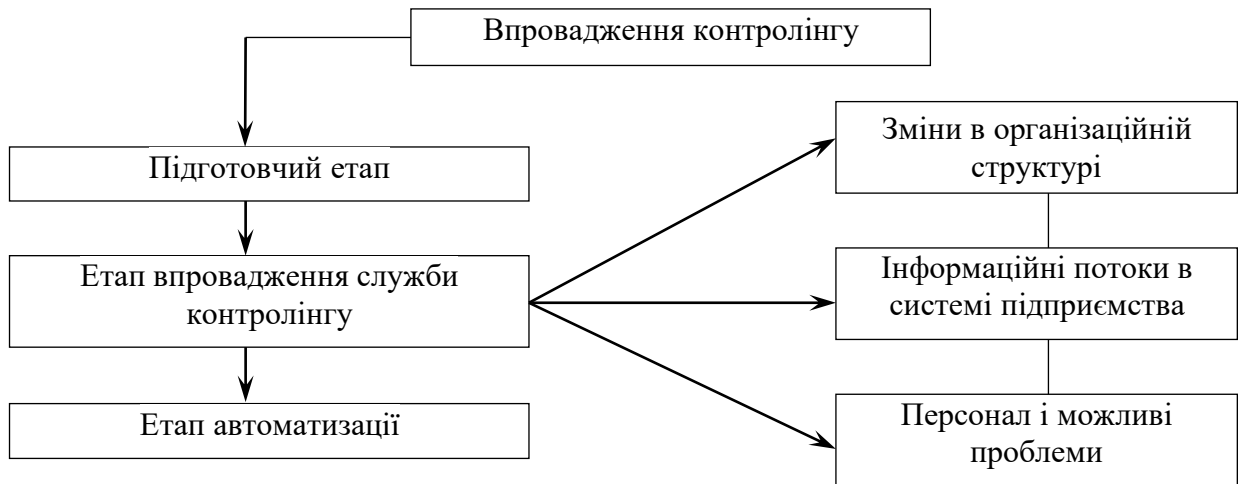 Впровадження контролінгу
Підготовчий етап
Етап впровадження служби
контролінгу
Етап автоматизації
Зміни в організаційній
структурі
Інформаційні потоки в
системі підприємства
Персонал і можливі
проблеми